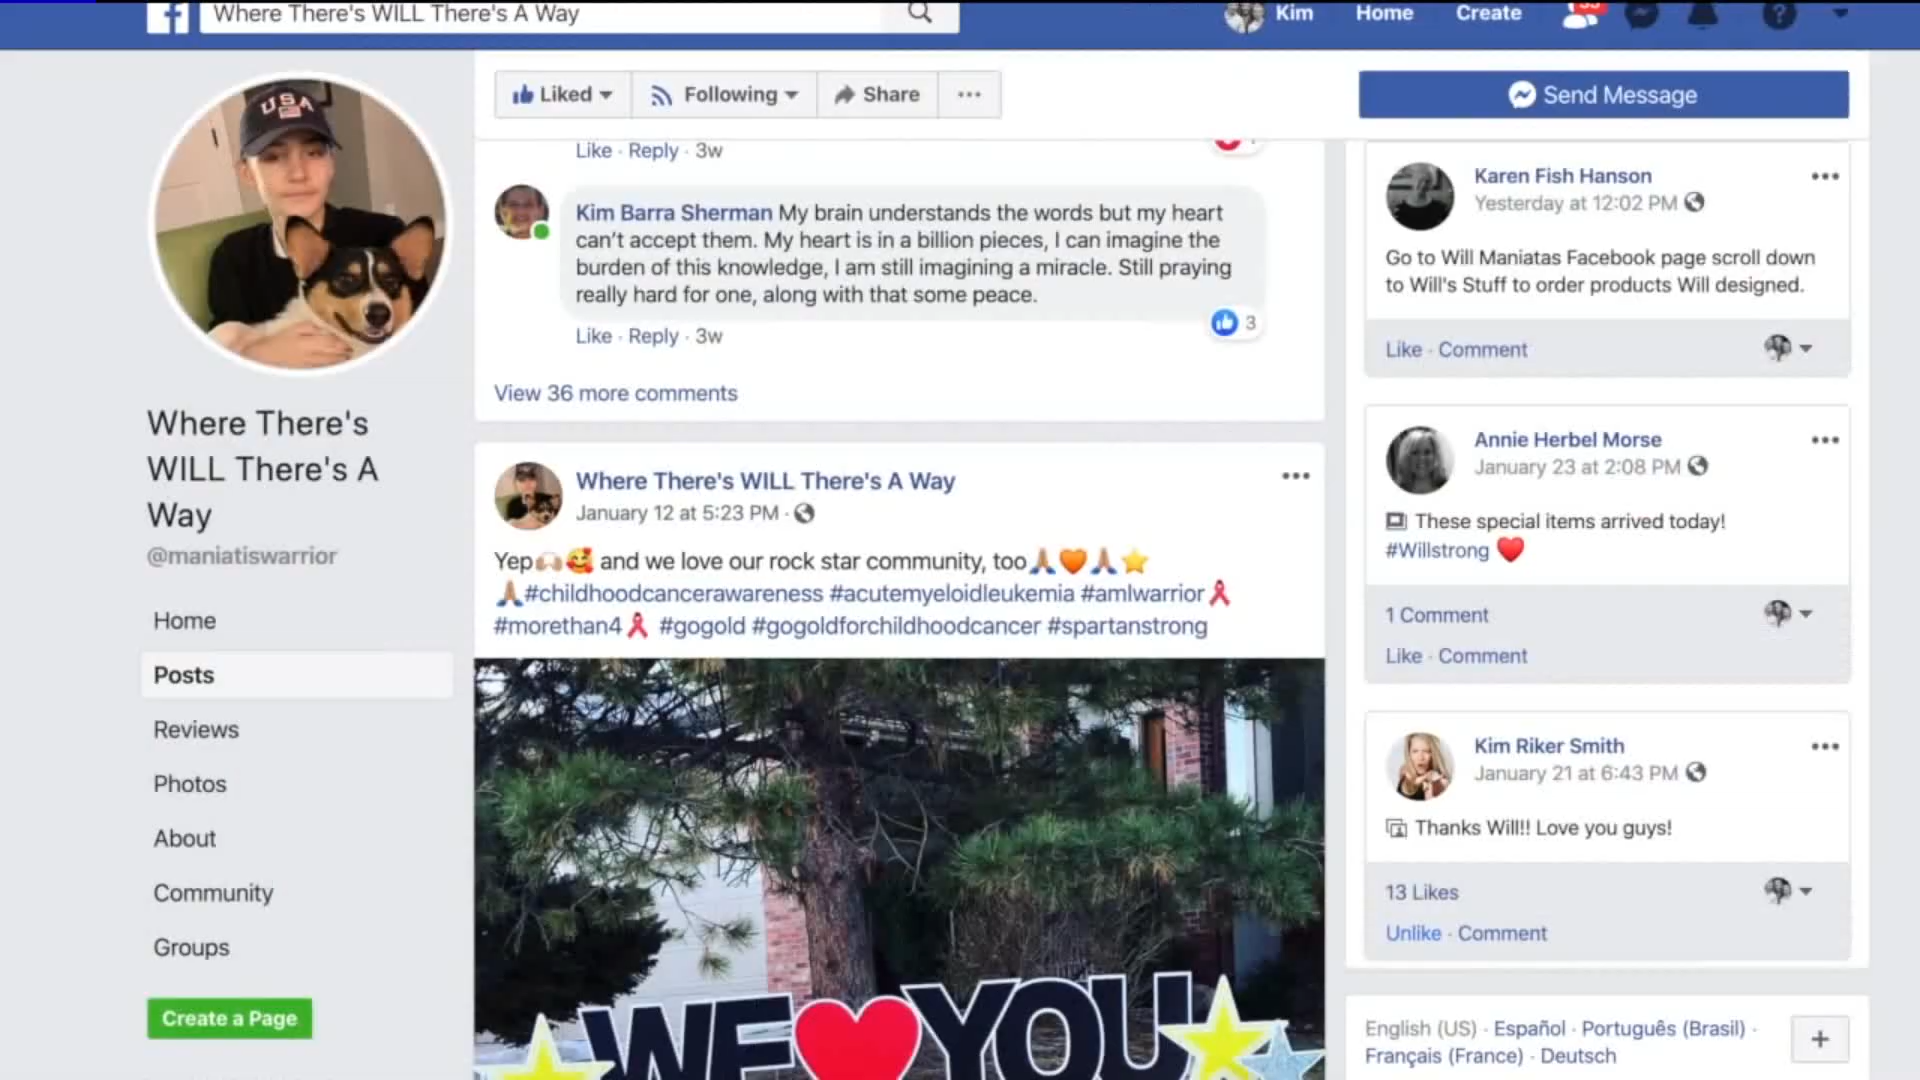 Where There's WILL There's A Way
Kim Home Create
USA
Liked Following Share
Send Message
Like · Reply · 3w
Kim Barra Sherman My brain understands the words but my heart
can't accept them. My heart is in a billion pieces, I can imagine the
burden of this knowledge, I am still imagining a miracle. Still praying
really hard for one, along with that some peace.
3
Like · Reply · 3w
View 36 more comments
Where There's
WILL There's A
Way
@maniatiswarrior
Home
Posts
Reviews
Photos
About
Community
Groups
Create a Page
Where There's WILL There's A Way
January 12 at 5:23 PM ·
Yep🙌🏼🥰 and we love our rock star community, too🙏🏽🧡🙏🏽⭐
🙏🏽#childhoodcancerawareness #acutemyeloidleukemia #amlwarrior🎗
#morethan4🎗 #gogold #gogoldforchildhoodcancer #spartanstrong
WE ❤ YOU
Karen Fish Hanson
Yesterday at 12:02 PM
Go to Will Maniatas Facebook page scroll down
to Will's Stuff to order products Will designed.
Like · Comment
Annie Herbel Morse
January 23 at 2:08 PM
These special items arrived today!
#Willstrong ❤
1 Comment
Like · Comment
Kim Riker Smith
January 21 at 6:43 PM
Thanks Will!! Love you guys!
13 Likes
Unlike · Comment
English (US) · Español · Português (Brasil) ·
Français (France) · Deutsch